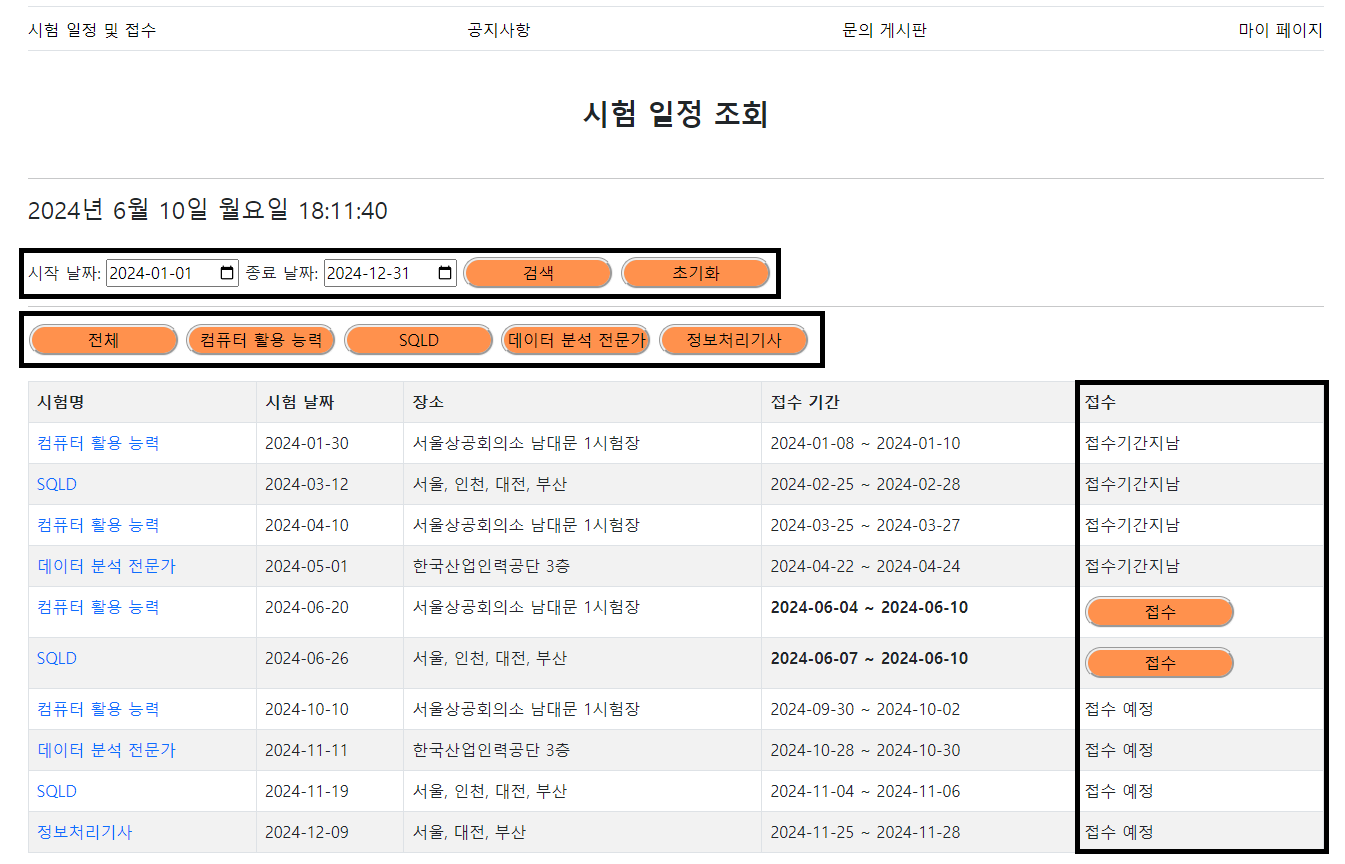 시험 일정 및 접수 공지사항 문의 게시판 마이 페이지
시험 일정 조회
2024년 6월 10일 월요일 18:11:40
시작 날짜: 2024-01-01 종료 날짜: 2024-12-31 검색 초기화
전체 컴퓨터 활용 능력 SQLD 데이터 분석 전문가 정보처리기사
시험명 시험 날짜 장소 접수 기간 접수
컴퓨터 활용 능력 2024-01-30 서울상공회의소 남대문 1시험장 2024-01-08 ~ 2024-01-10 접수기간지남
SQLD 2024-03-12 서울, 인천, 대전, 부산 2024-02-25 ~ 2024-02-28 접수기간지남
컴퓨터 활용 능력 2024-04-10 서울상공회의소 남대문 1시험장 2024-03-25 ~ 2024-03-27 접수기간지남
데이터 분석 전문가 2024-05-01 한국산업인력공단 3층 2024-04-22 ~ 2024-04-24 접수기간지남
컴퓨터 활용 능력 2024-06-20 서울상공회의소 남대문 1시험장 2024-06-04 ~ 2024-06-10 접수
SQLD 2024-06-26 서울, 인천, 대전, 부산 2024-06-07 ~ 2024-06-10 접수
컴퓨터 활용 능력 2024-10-10 서울상공회의소 남대문 1시험장 2024-09-30 ~ 2024-10-02 접수 예정
데이터 분석 전문가 2024-11-11 한국산업인력공단 3층 2024-10-28 ~ 2024-10-30 접수 예정
SQLD 2024-11-19 서울, 인천, 대전, 부산 2024-11-04 ~ 2024-11-06 접수 예정
정보처리기사 2024-12-09 서울, 대전, 부산 2024-11-25 ~ 2024-11-28 접수 예정